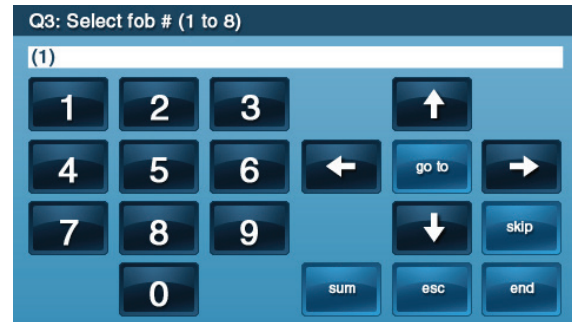 Q3: Select fob # (1 to 8)
(1)
1 2 3
4 5 6 go to
7 8 9 skip
0 sum esc end